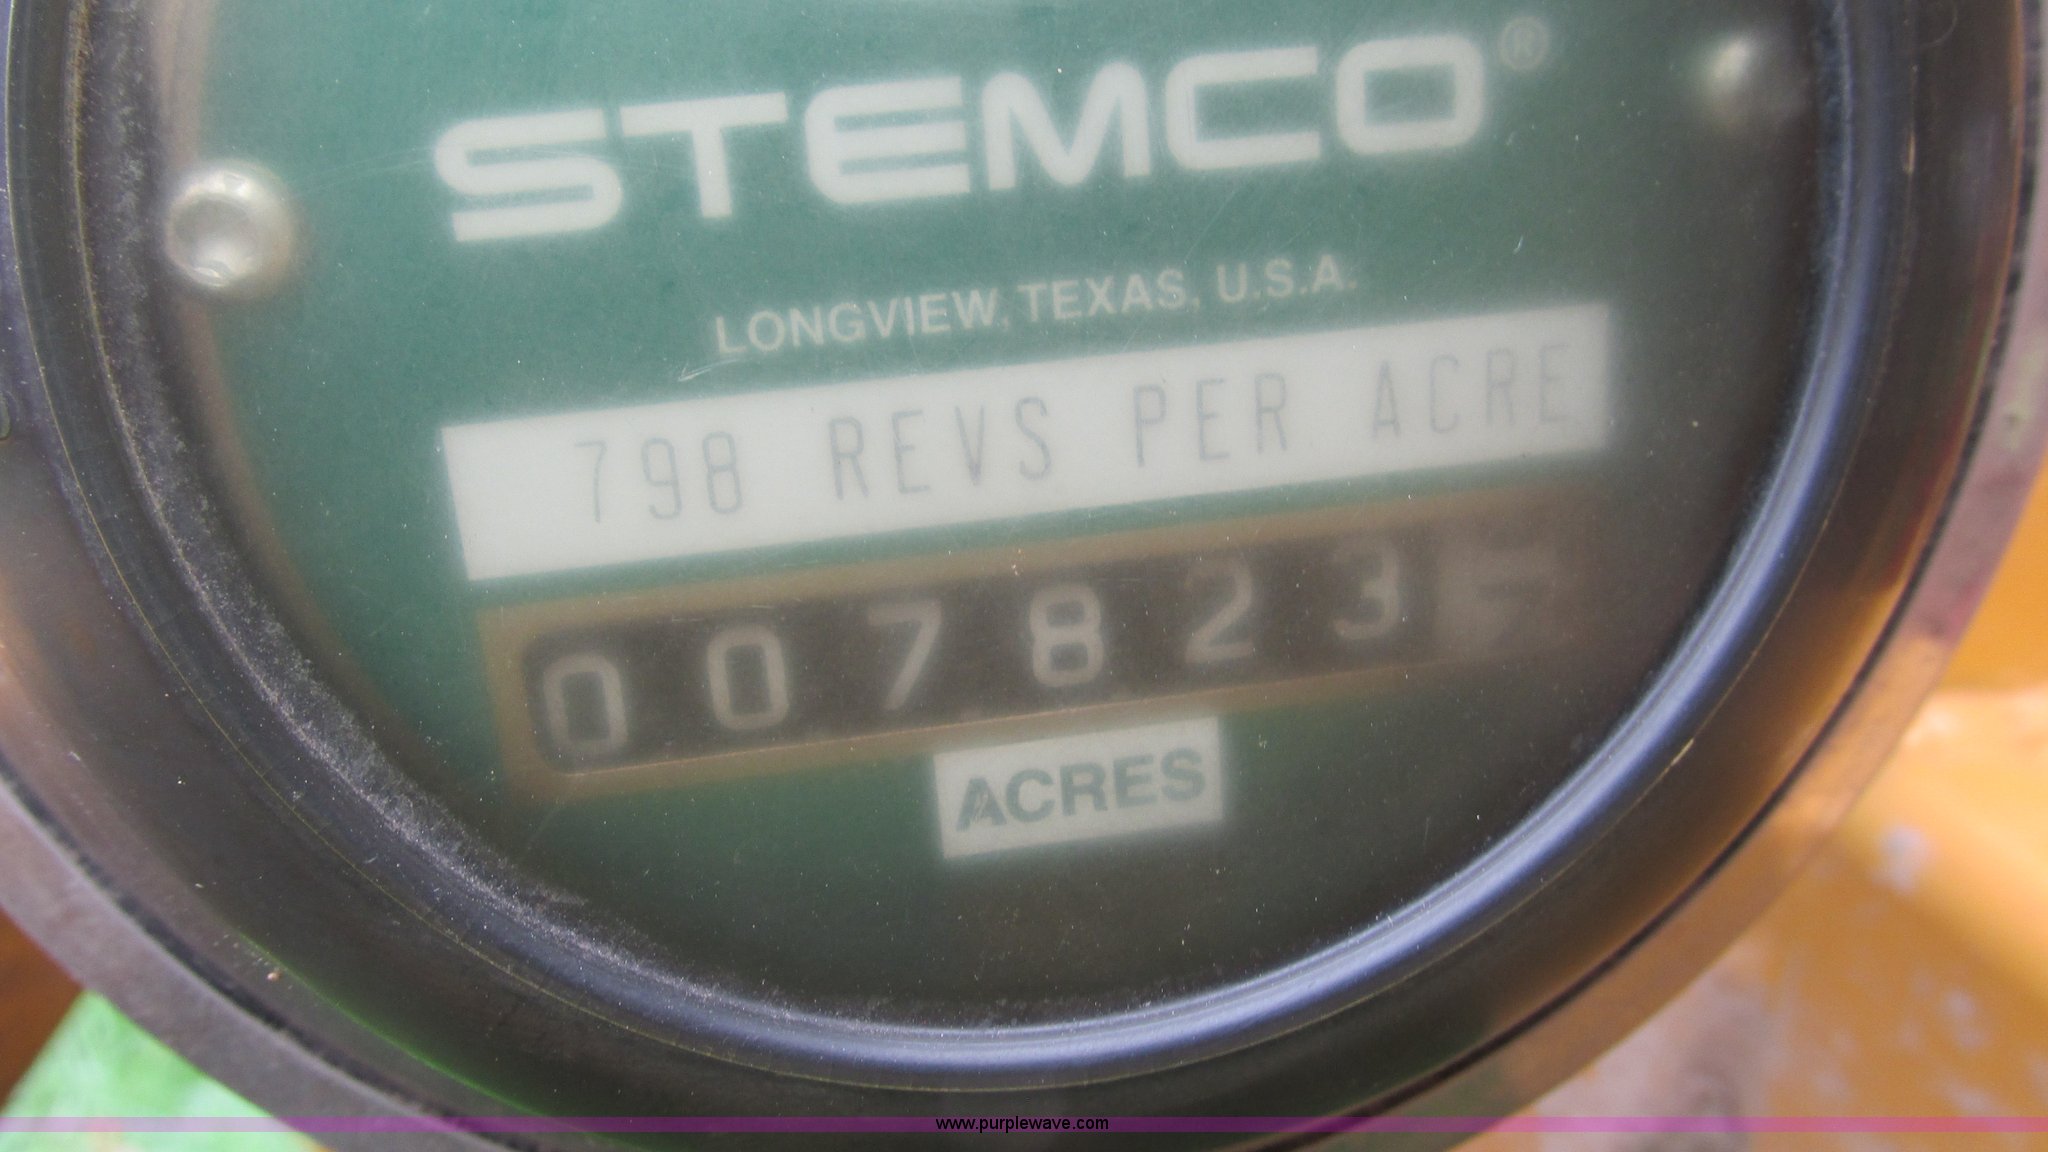 STEMCO®
LONGVIEW, TEXAS, U.S.A.
798 REVS PER ACRE
007823
ACRES
www.purplewave.com